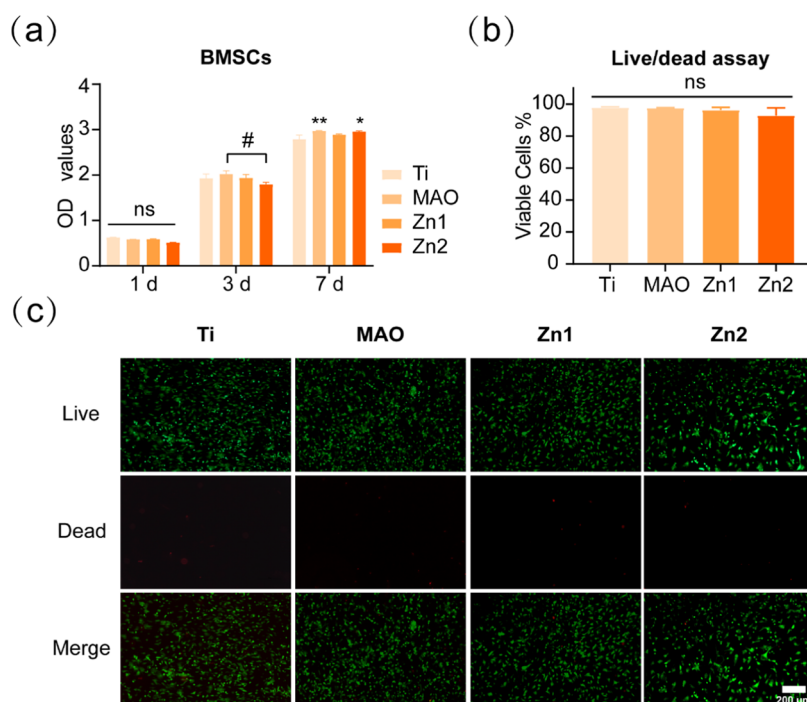 (a)
BMSCs
OD values
4
3
2
1
0
ns
#
**
*
1 d
3 d
7 d
Ti
MAO
Zn1
Zn2
(b)
Live/dead assay
ns
Viable Cells %
100
80
60
40
20
0
Ti
MAO
Zn1
Zn2
(c)
Ti
MAO
Zn1
Zn2
Live
Dead
Merge
200 μm